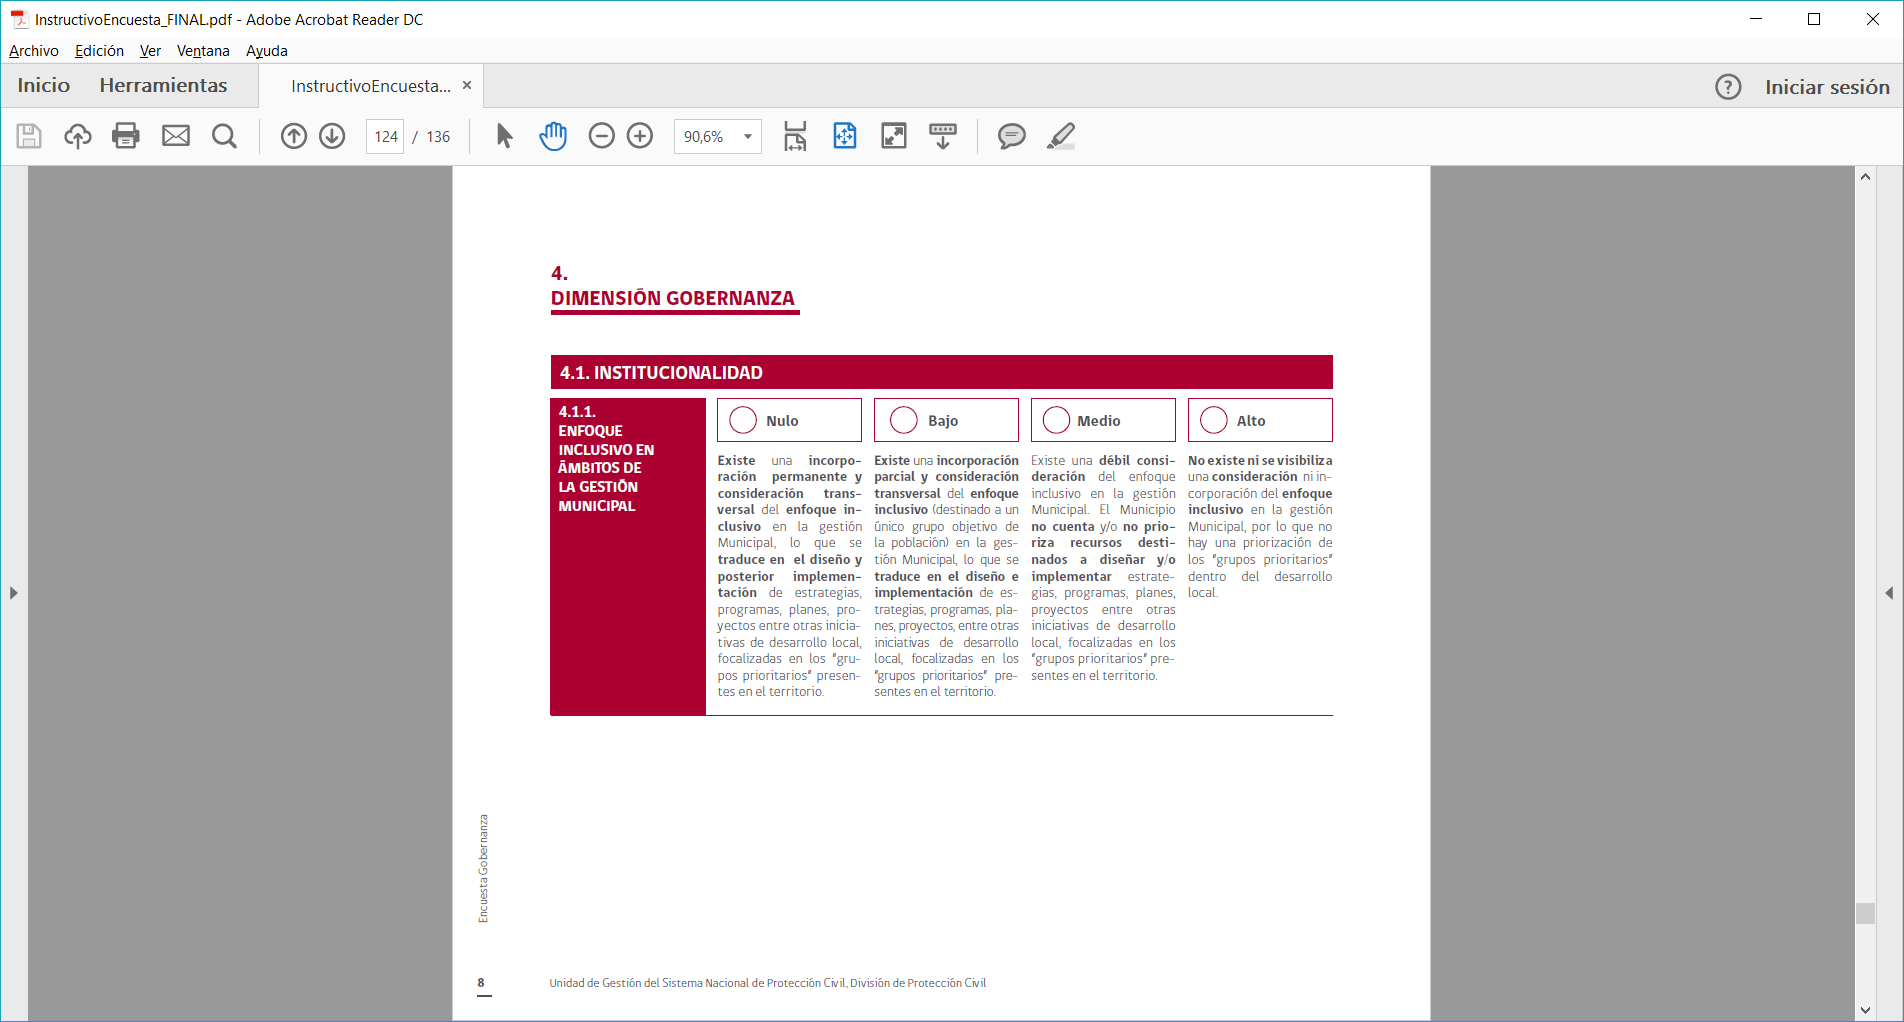 InstructivoEncuesta_FINAL.pdf - Adobe Acrobat Reader DC
Archivo Edición Ver Ventana Ayuda
Inicio Herramientas InstructivoEncuesta... × ? Iniciar sesión
124 / 136 90,6%
4.
DIMENSIÓN GOBERNANZA
4.1. INSTITUCIONALIDAD
4.1.1.
ENFOQUE
INCLUSIVO EN
ÁMBITOS DE
LA GESTIÓN
MUNICIPAL
Nulo
Existe una incorpo-
ración permanente y
consideración trans-
versal del enfoque in-
clusivo en la gestión
Municipal, lo que se
traduce en el diseño y
posterior implemen-
tación de estrategias,
programas, planes, pro-
yectos entre otras inicia-
tivas de desarrollo local,
focalizadas en los "gru-
pos prioritarios" presen-
tes en el territorio.
Bajo
Existe una incorporación
parcial y consideración
transversal del enfoque
inclusivo (destinado a un
único grupo objetivo de
la población) en la ges-
tión Municipal, lo que se
traduce en el diseño e
implementación de es-
trategias, programas, pla-
nes, proyectos, entre otras
iniciativas de desarrollo
local, focalizadas en los
"grupos prioritarios" pre-
sentes en el territorio.
Medio
Existe una débil consi-
deración del enfoque
inclusivo en la gestión
Municipal. El Municipio
no cuenta y/o no prio-
riza recursos desti-
nados a diseñar y/o
implementar estrate-
gias, programas, planes,
proyectos entre otras
iniciativas de desarrollo
local, focalizadas en los
"grupos prioritarios" pre-
sentes en el territorio.
Alto
No existe ni se visibiliza
una consideración ni in-
corporación del enfoque
inclusivo en la gestión
Municipal, por lo que no
hay una priorización de
los "grupos prioritarios"
dentro del desarrollo
local.
Encuesta Gobernanza
8 Unidad de Gestión del Sistema Nacional de Protección Civil, División de Protección Civil